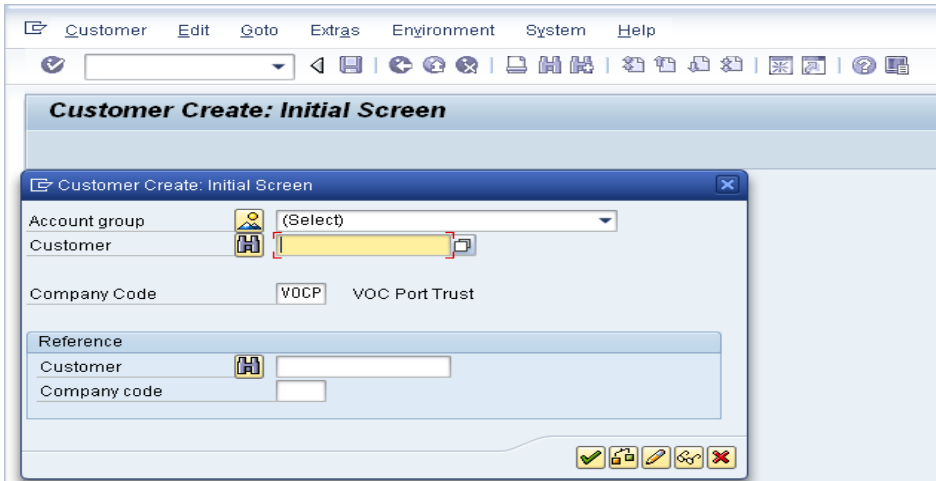 Customer Edit Goto Extras Environment System Help
Customer Create: Initial Screen
Customer Create: Initial Screen
Account group (Select)
Customer
Company Code VOCP VOC Port Trust
Reference
Customer
Company code